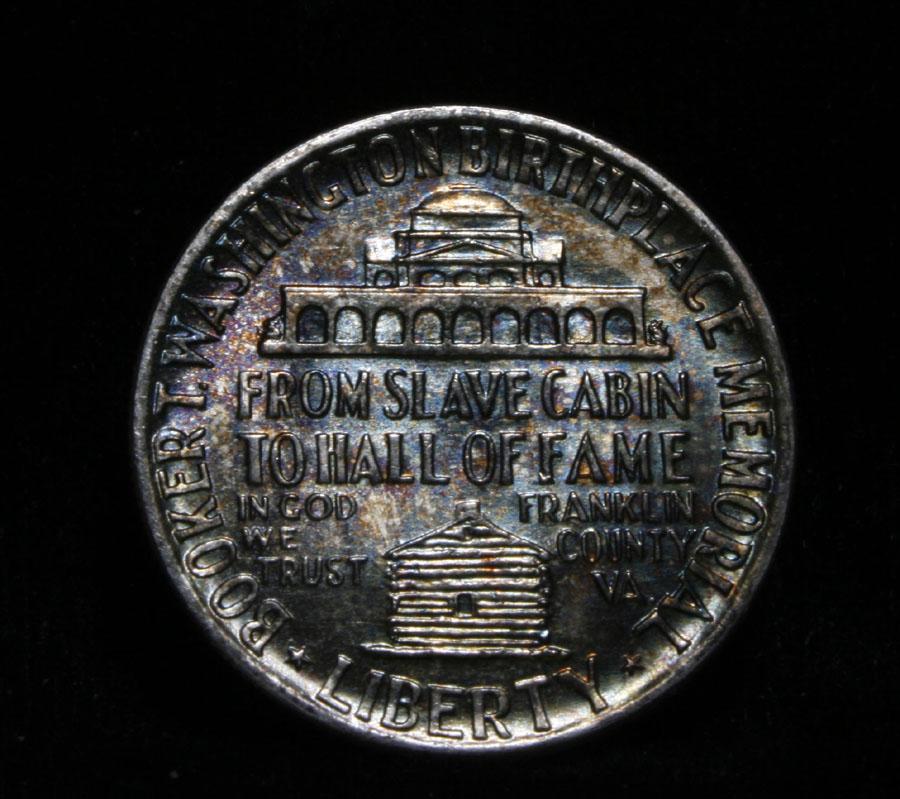 BOOKER T. WASHINGTON BIRTHPLACE MEMORIAL
FROM SLAVE CABIN
TO HALL OF FAME
IN GOD
WE
TRUST
FRANKLIN
COUNTY
VA.
LIBERTY